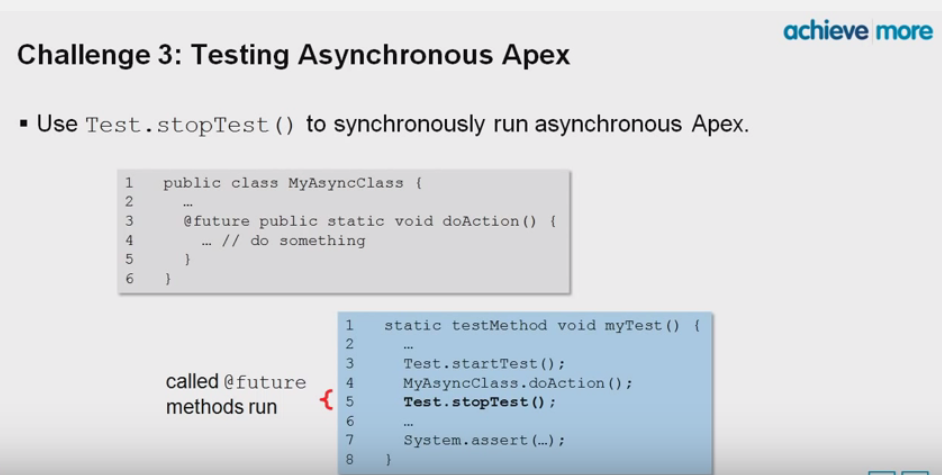 achieve more
Challenge 3: Testing Asynchronous Apex
▪ Use Test.stopTest() to synchronously run asynchronous Apex.
1 public class MyAsyncClass {
2 …
3 @future public static void doAction() {
4 … // do something
5 }
6 }
called @future
methods run
{
1 static testMethod void myTest() {
2 …
3 Test.startTest();
4 MyAsyncClass.doAction();
5 Test.stopTest();
6 …
7 System.assert(…);
8 }